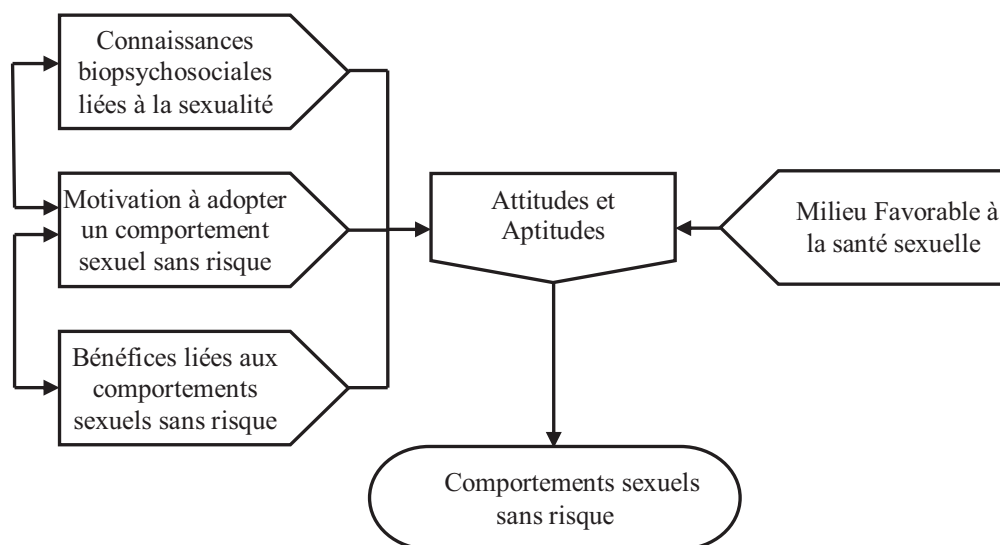 Connaissances
biopsychosociales
liées à la sexualité
Motivation à adopter
un comportement
sexuel sans risque
Bénéfices liées aux
comportements
sexuels sans risque
Attitudes et
Aptitudes
Milieu Favorable à
la santé sexuelle
Comportements sexuels
sans risque